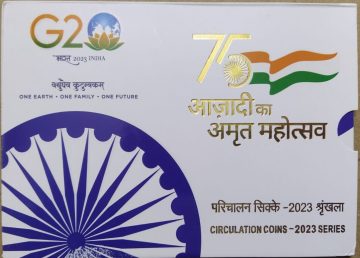 G20
भारत 2023 INDIA
वसुधैव कुटुम्बकम्
ONE EARTH • ONE FAMILY • ONE FUTURE
75
आज़ादी का
अमृत महोत्सव
परिचालन सिक्के -2023 श्रृंखला
CIRCULATION COINS -2023 SERIES